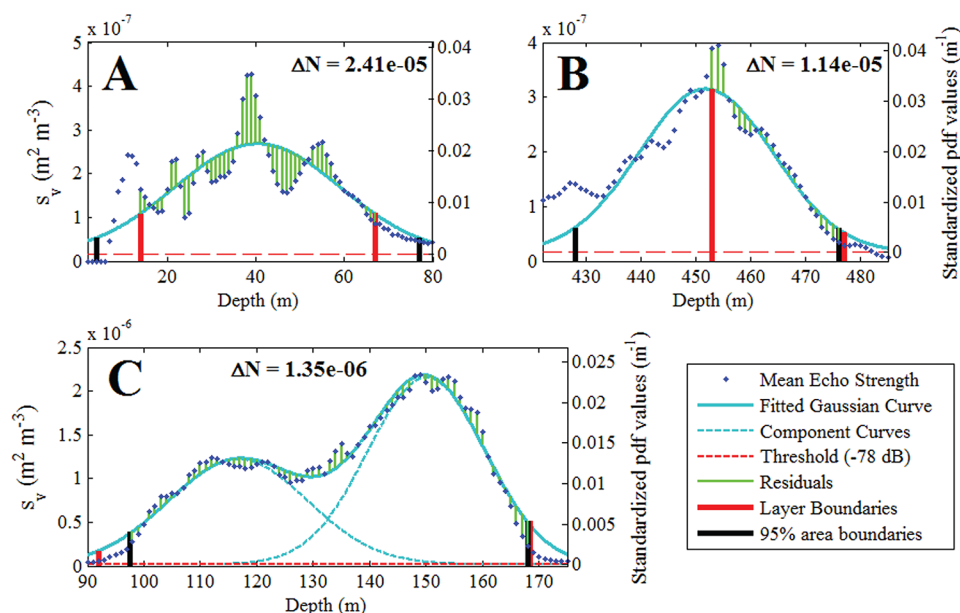 x 10⁻⁷
A
ΔN = 2.41e-05
5
4
3
2
1
0
0.04
0.03
0.02
0.01
0
20
40
60
80
s_v (m² m⁻³)
Depth (m)
x 10⁻⁷
B
ΔN = 1.14e-05
4
3
2
1
0
0.04
0.03
0.02
0.01
0
430
440
450
460
470
480
Depth (m)
Standardized pdf values (m⁻¹)
x 10⁻⁶
C
ΔN = 1.35e-06
2.5
2
1.5
1
0.5
0
0.025
0.02
0.015
0.01
0.005
0
90
100
110
120
130
140
150
160
170
s_v (m² m⁻³)
Depth (m)
Standardized pdf values (m⁻¹)
Mean Echo Strength
Fitted Gaussian Curve
Component Curves
Threshold (-78 dB)
Residuals
Layer Boundaries
95% area boundaries